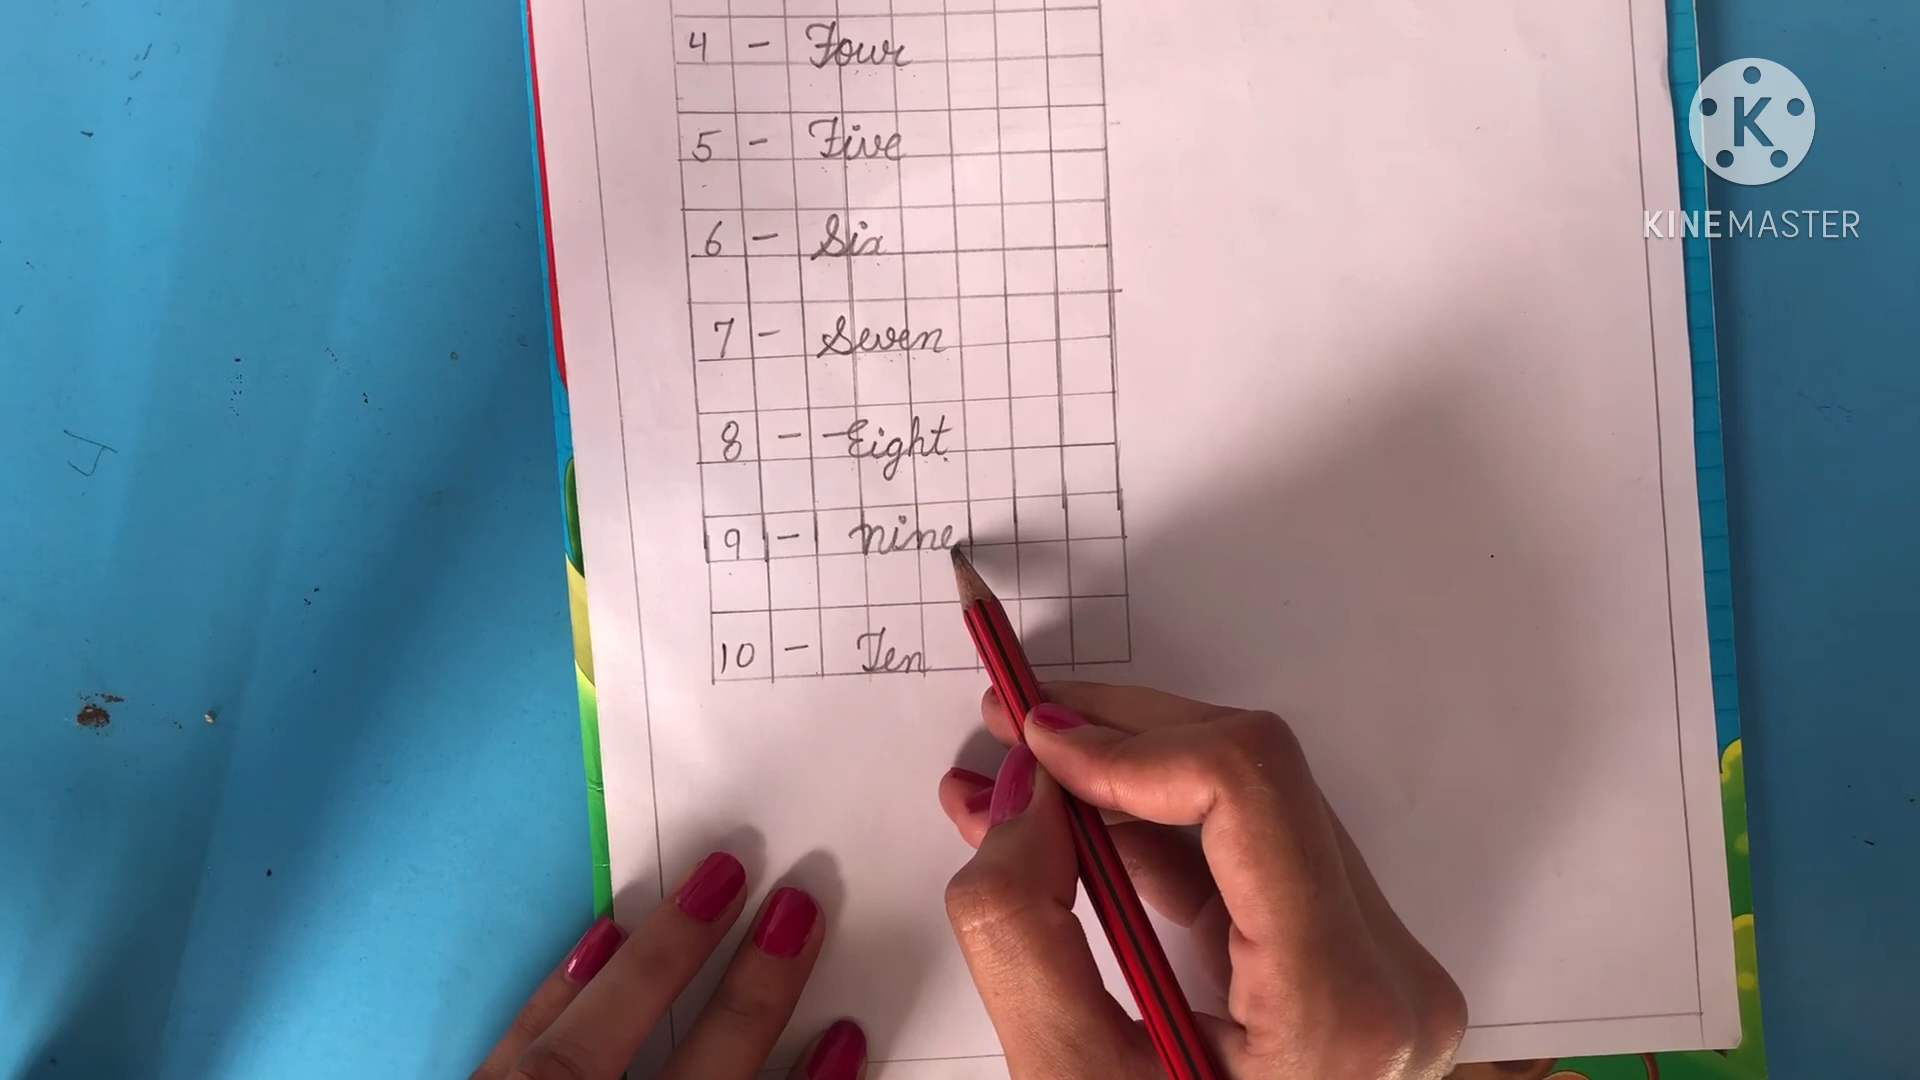 4 - Four
5 - Five
6 - Six
7 - Seven
8 - Eight
9 - nine
10 - Ten
K
KINEMASTER